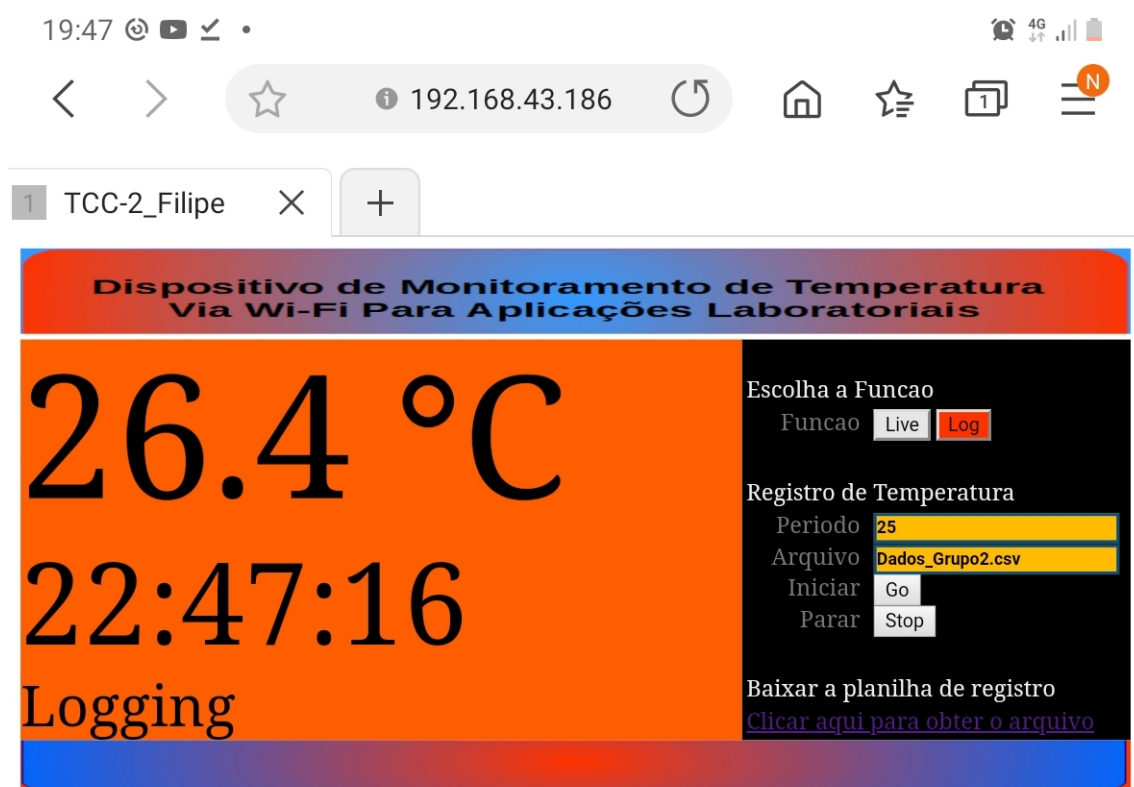 19:47
4G
192.168.43.186
N
1
1 TCC-2_Filipe
Dispositivo de Monitoramento de Temperatura
Via Wi-Fi Para Aplicações Laboratoriais
26.4 °C
22:47:16
Logging
Escolha a Funcao
Funcao Live Log
Registro de Temperatura
Periodo 25
Arquivo Dados_Grupo2.csv
Iniciar Go
Parar Stop
Baixar a planilha de registro
Clicar aqui para obter o arquivo